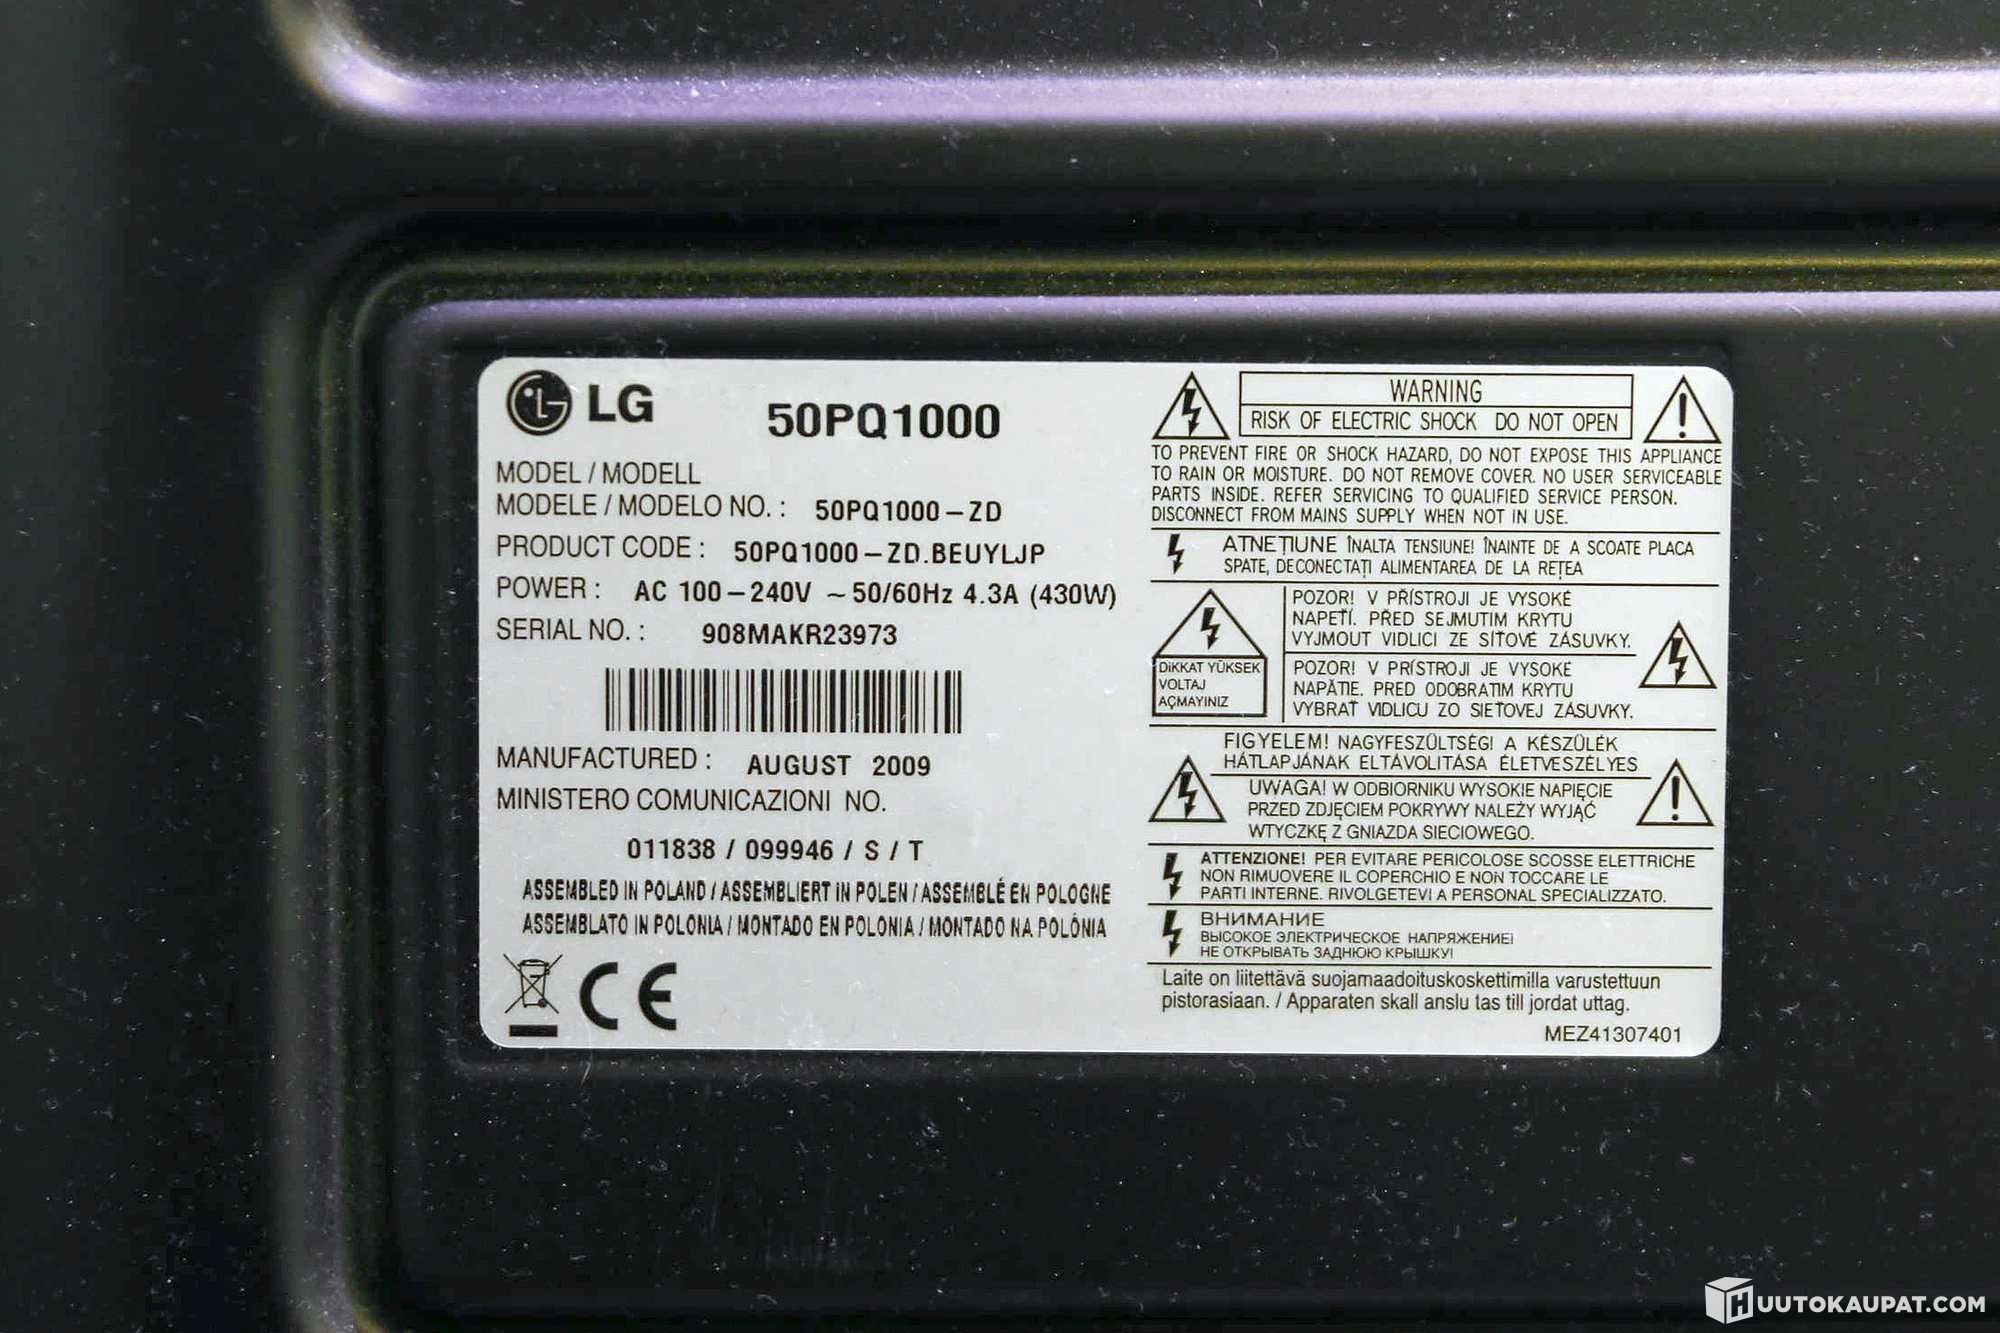 LG
50PQ1000
MODEL / MODELL
MODELE / MODELO NO. : 50PQ1000-ZD
PRODUCT CODE : 50PQ1000-ZD.BEUYLJP
POWER : AC 100-240V ~ 50/60Hz 4.3A (430W)
SERIAL NO. : 908MAKR23973
MANUFACTURED : AUGUST 2009
MINISTERO COMUNICAZIONI NO.
011838 / 099946 / S / T
ASSEMBLED IN POLAND / ASSEMBLIERT IN POLEN / ASSEMBLÉ EN POLOGNE
ASSEMBLATO IN POLONIA / MONTADO EN POLONIA / MONTADO NA POLÓNIA
CE
WARNING
RISK OF ELECTRIC SHOCK DO NOT OPEN
TO PREVENT FIRE OR SHOCK HAZARD, DO NOT EXPOSE THIS APPLIANCE
TO RAIN OR MOISTURE. DO NOT REMOVE COVER. NO USER SERVICEABLE
PARTS INSIDE. REFER SERVICING TO QUALIFIED SERVICE PERSON.
DISCONNECT FROM MAINS SUPPLY WHEN NOT IN USE.
ATNEȚIUNE ÎNALTA TENSIUNE! ÎNAINTE DE A SCOATE PLACA
SPATE, DECONECTAȚI ALIMENTAREA DE LA REȚEA
DİKKAT YÜKSEK
VOLTAJ
AÇMAYINIZ
POZOR! V PŘÍSTROJI JE VYSOKÉ
NAPETÍ. PŘED SEJMUTIM KRYTU
VYJMOUT VIDLICI ZE SÍŤOVÉ ZÁSUVKY.
POZOR! V PRÍSTROJI JE VYSOKÉ
NAPÄTIE. PRED ODOBRATIM KRYTU
VYBRAŤ VIDLICU ZO SIEŤOVEJ ZÁSUVKY.
FIGYELEM! NAGYFESZÜLTSÉG! A KÉSZÜLÉK
HÁTLAPJÁNAK ELTÁVOLITÁSA ÉLETVESZÉLYES
UWAGA! W ODBIORNIKU WYSOKIE NAPIĘCIE
PRZED ZDJĘCIEM POKRYWY NALEŻY WYJĄĆ
WTYCZKĘ Z GNIAZDA SIECIOWEGO.
ATTENZIONE! PER EVITARE PERICOLOSE SCOSSE ELETTRICHE
NON RIMUOVERE IL COPERCHIO E NON TOCCARE LE
PARTI INTERNE. RIVOLGETEVI A PERSONAL SPECIALIZZATO.
ВНИМАНИЕ
ВЫСОКОЕ ЭЛЕКТРИЧЕСКОЕ НАПРЯЖЕНИЕ!
НЕ ОТКРЫВАТЬ ЗАДНЮЮ КРЫШКУ!
Laite on liitettävä suojamaadoituskoskettimilla varustettuun
pistorasiaan. / Apparaten skall anslu tas till jordat uttag.
MEZ41307401
HUUTOKAUPAT.COM